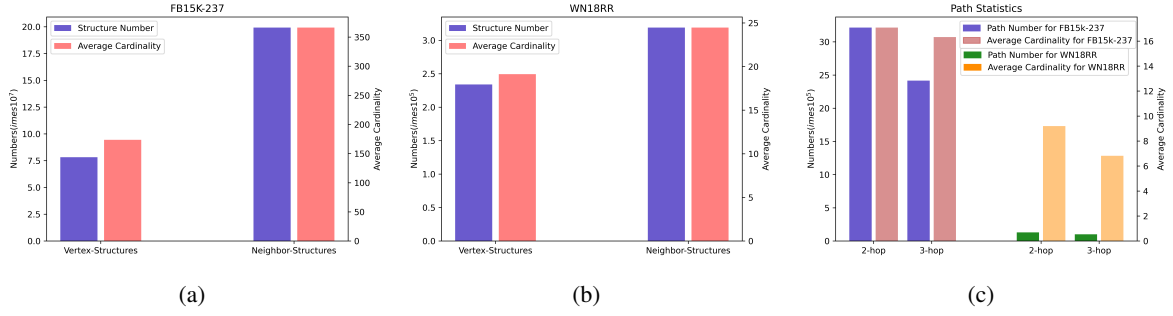 FB15K-237
Structure Number
Average Cardinality
Numbers(imes10^7)
20.0
17.5
15.0
12.5
10.0
7.5
5.0
2.5
0.0
350
300
250
200
150
100
50
0
Average Cardinality
Vertex-Structures
Neighbor-Structures
(a)
WN18RR
Structure Number
Average Cardinality
Numbers(imes10^5)
3.0
2.5
2.0
1.5
1.0
0.5
0.0
25
20
15
10
5
0
Average Cardinality
Vertex-Structures
Neighbor-Structures
(b)
Path Statistics
Path Number for FB15k-237
Average Cardinality for FB15k-237
Path Number for WN18RR
Average Cardinality for WN18RR
Numbers(imes10^5)
30
25
20
15
10
5
0
16
14
12
10
8
6
4
2
0
Average Cardinality
2-hop
3-hop
2-hop
3-hop
(c)